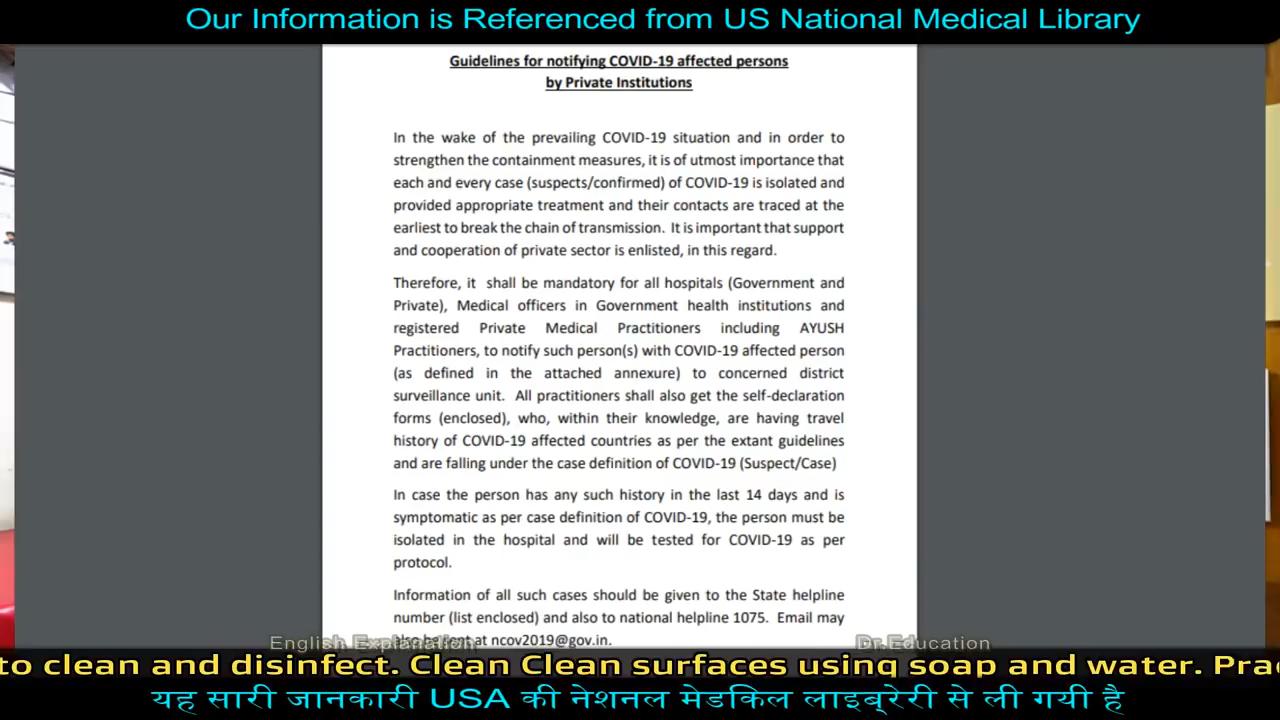 Our Information is Referenced from US National Medical Library
Guidelines for notifying COVID-19 affected persons
by Private Institutions
In the wake of the prevailing COVID-19 situation and in order to
strengthen the containment measures, it is of utmost importance that
each and every case (suspects/confirmed) of COVID-19 is isolated and
provided appropriate treatment and their contacts are traced at the
earliest to break the chain of transmission. It is important that support
and cooperation of private sector is enlisted, in this regard.
Therefore, it shall be mandatory for all hospitals (Government and
Private), Medical officers in Government health institutions and
registered Private Medical Practitioners including AYUSH
Practitioners, to notify such person(s) with COVID-19 affected person
(as defined in the attached annexure) to concerned district
surveillance unit. All practitioners shall also get the self-declaration
forms (enclosed), who, within their knowledge, are having travel
history of COVID-19 affected countries as per the extant guidelines
and are falling under the case definition of COVID-19 (Suspect/Case)
In case the person has any such history in the last 14 days and is
symptomatic as per case definition of COVID-19, the person must be
isolated in the hospital and will be tested for COVID-19 as per
protocol.
Information of all such cases should be given to the State helpline
number (list enclosed) and also to national helpline 1075. Email may
also be sent at ncov2019@gov.in.
English Explanation Dr.Education
to clean and disinfect. Clean Clean surfaces using soap and water. Prac
यह सारी जानकारी USA की नेशनल मेडिकल लाइब्रेरी से ली गयी है